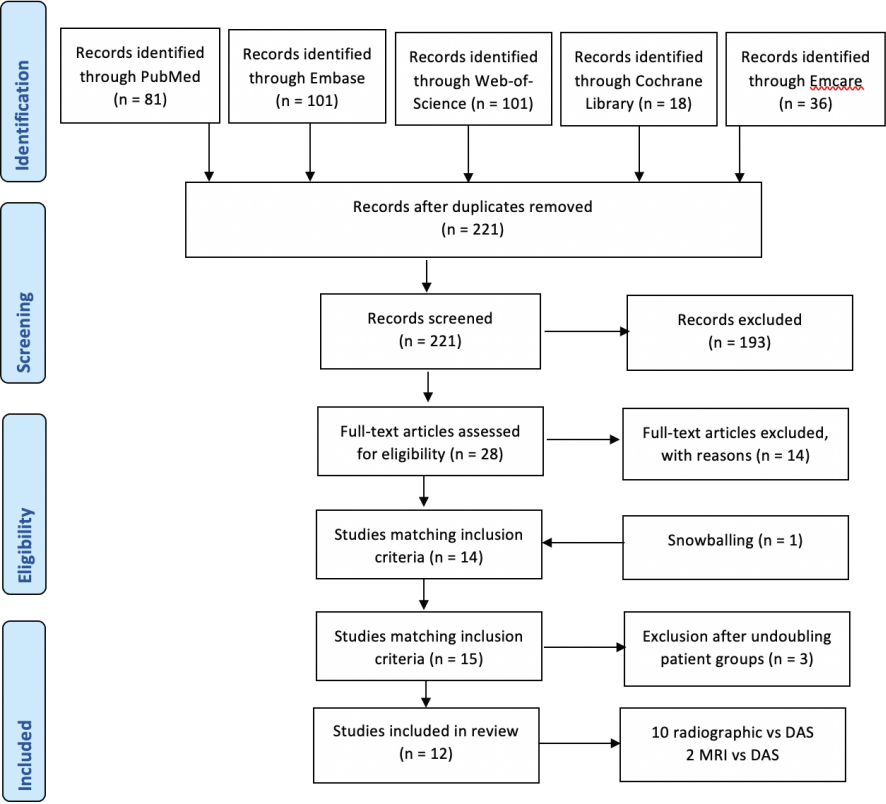 Identification
Records identified
through PubMed
(n = 81)
Records identified
through Embase
(n = 101)
Records identified
through Web-of-
Science (n = 101)
Records identified
through Cochrane
Library (n = 18)
Records identified
through Emcare
(n = 36)
Records after duplicates removed
(n = 221)
Screening
Records screened
(n = 221)
Records excluded
(n = 193)
Eligibility
Full-text articles assessed
for eligibility (n = 28)
Full-text articles excluded,
with reasons (n = 14)
Studies matching inclusion
criteria (n = 14)
Snowballing (n = 1)
Studies matching inclusion
criteria (n = 15)
Exclusion after undoubling
patient groups (n = 3)
Included
Studies included in review
(n = 12)
10 radiographic vs DAS
2 MRI vs DAS